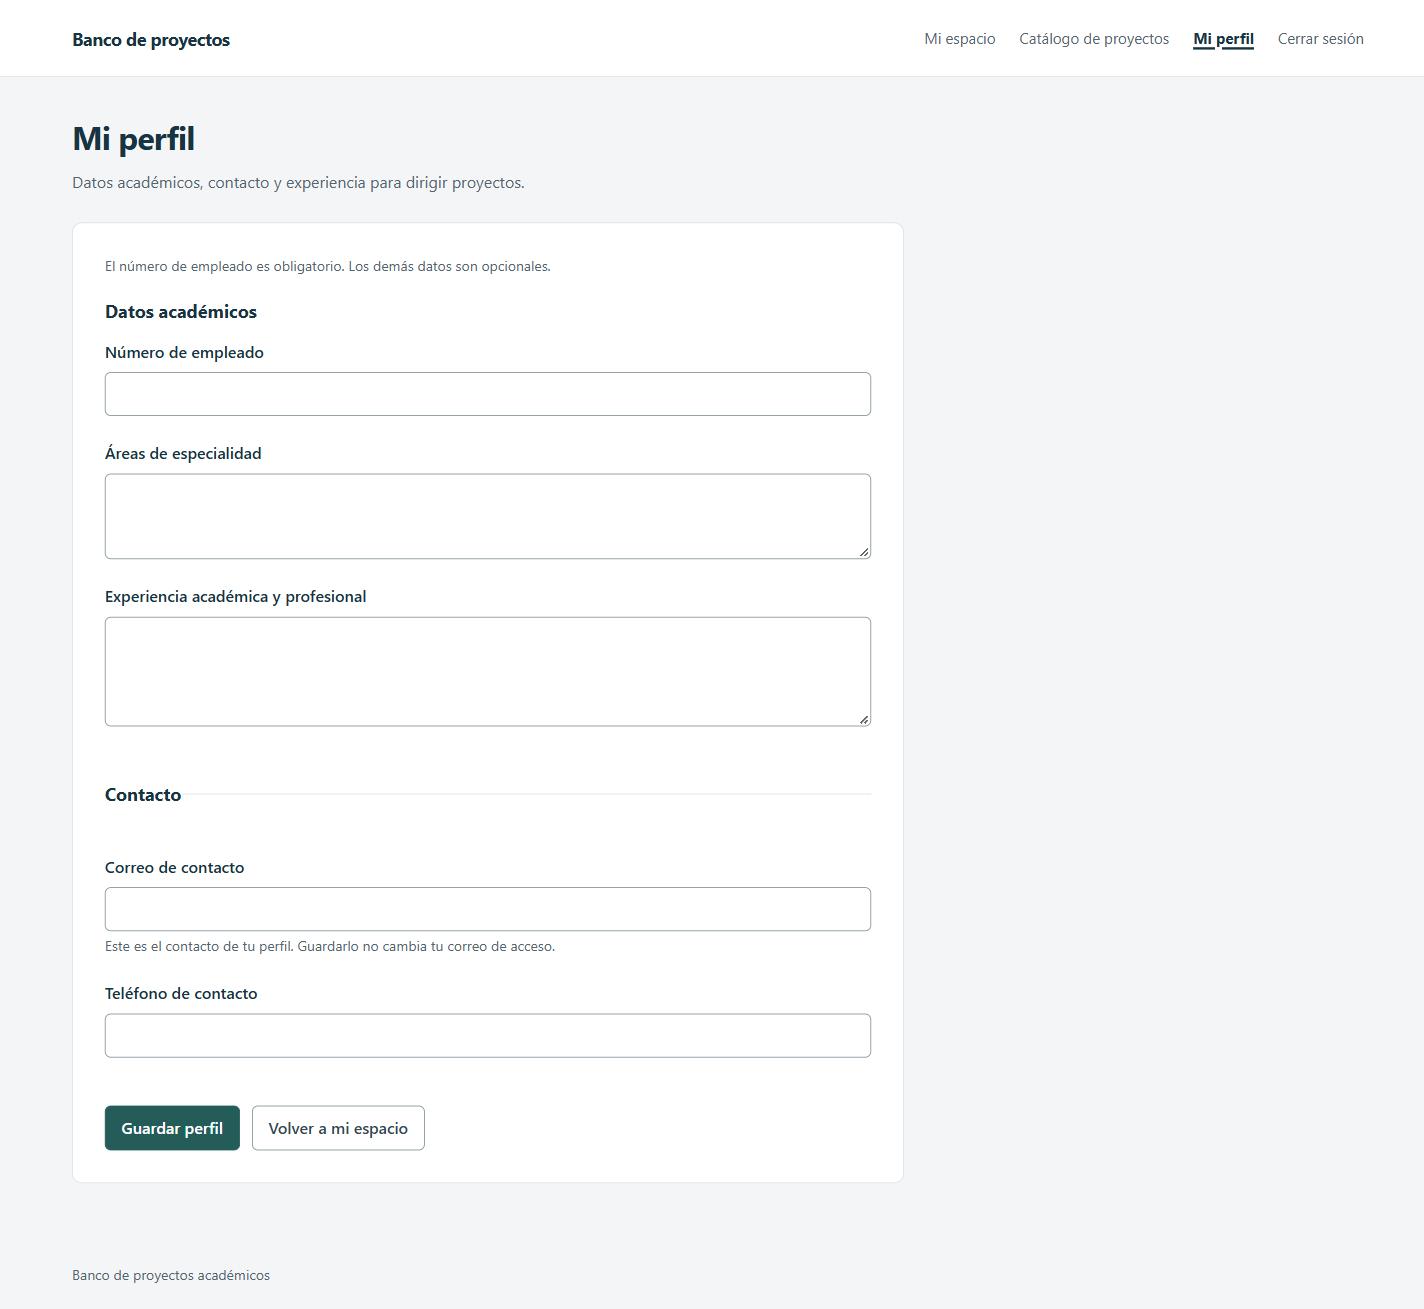 Banco de proyectos
Mi espacio
Catálogo de proyectos
Mi perfil
Cerrar sesión
Mi perfil
Datos académicos, contacto y experiencia para dirigir proyectos.
El número de empleado es obligatorio. Los demás datos son opcionales.
Datos académicos
Número de empleado
Áreas de especialidad
Experiencia académica y profesional
Contacto
Correo de contacto
Este es el contacto de tu perfil. Guardarlo no cambia tu correo de acceso.
Teléfono de contacto
Guardar perfil
Volver a mi espacio
Banco de proyectos académicos